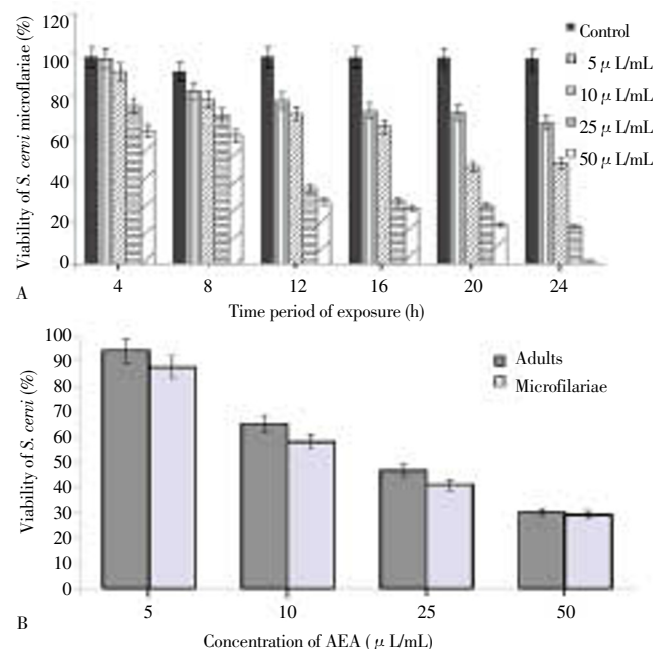 Viability of S. cervi microflariae (%)
120
100
80
60
40
20
0
4 8 12 16 20 24
Time period of exposure (h)
A
Control
5 μ L/mL
10 μ L/mL
25 μ L/mL
50 μ L/mL
Viability of S. cervi (%)
100
90
80
70
60
50
40
30
20
10
0
5 10 25 50
Concentration of AEA ( μ L/mL)
B
Adults
Microfilariae